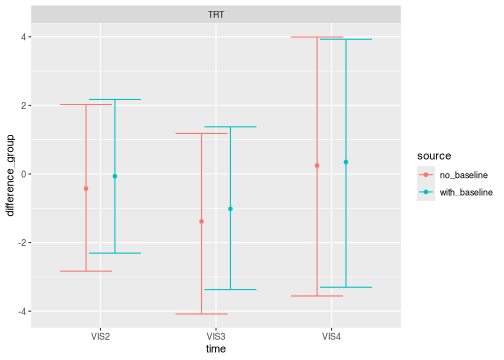 TRT
4
2
0
-2
-4
difference_group
VIS2 VIS3 VIS4
time
source
no_baseline
with_baseline